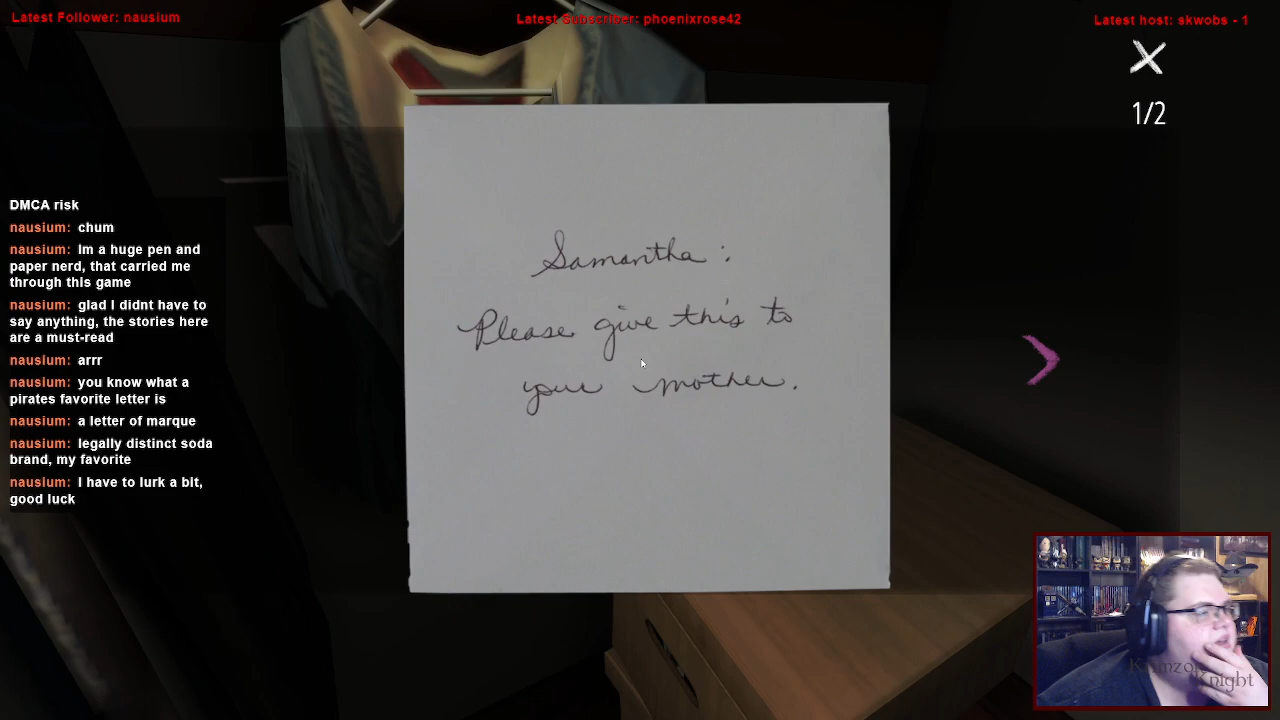 Latest Follower: nausium
Latest Subscriber: phoenixrose42
Latest host: skwobs - 1
1/2
DMCA risk
nausium: chum
nausium: Im a huge pen and
paper nerd, that carried me
through this game
nausium: glad I didnt have to
say anything, the stories here
are a must-read
nausium: arrr
nausium: you know what a
pirates favorite letter is
nausium: a letter of marque
nausium: legally distinct soda
brand, my favorite
nausium: I have to lurk a bit,
good luck
Samantha:
Please give this to
your mother.
Krimzon
Knight